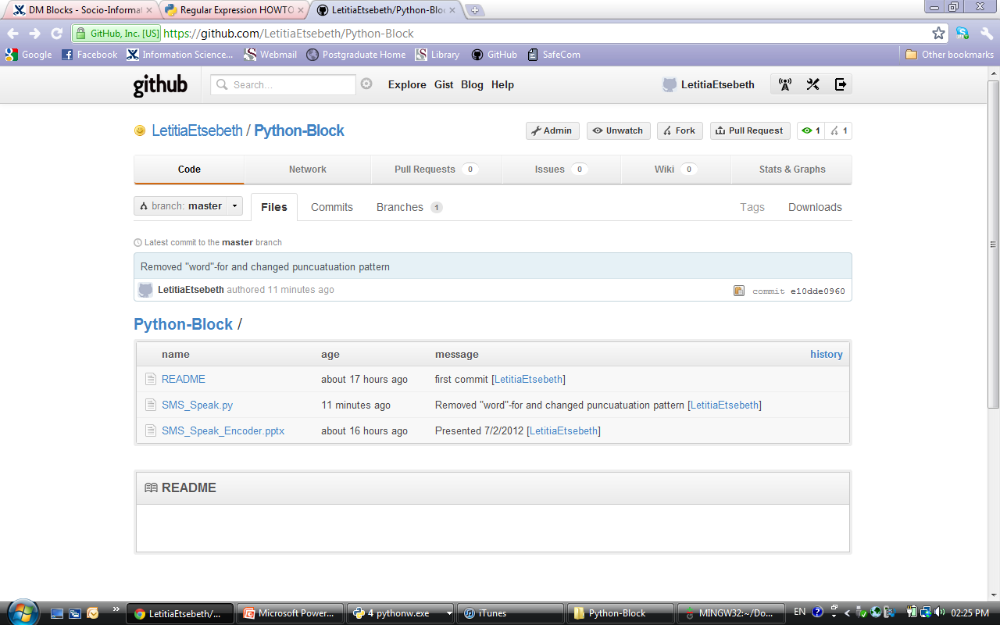 DM Blocks - Socio-Informat
Regular Expression HOWTO
LetitiaEtsebeth/Python-Bloc
GitHub, Inc. [US] https://github.com/LetitiaEtsebeth/Python-Block
Google Facebook Information Science... Webmail Postgraduate Home Library GitHub SafeCom Other bookmarks
github Search... Explore Gist Blog Help LetitiaEtsebeth
LetitiaEtsebeth / Python-Block Admin Unwatch Fork Pull Request 1 1
Code Network Pull Requests 0 Issues 0 Wiki 0 Stats & Graphs
branch: master Files Commits Branches 1 Tags Downloads
Latest commit to the master branch
Removed "word"-for and changed puncuatuation pattern
LetitiaEtsebeth authored 11 minutes ago commit e10dde0960
Python-Block /
name age message history
README about 17 hours ago first commit [LetitiaEtsebeth]
SMS_Speak.py 11 minutes ago Removed "word"-for and changed puncuatuation pattern [LetitiaEtsebeth]
SMS_Speak_Encoder.pptx about 16 hours ago Presented 7/2/2012 [LetitiaEtsebeth]
README
LetitiaEtsebeth/... Microsoft Power... 4 pythonw.exe iTunes Python-Block MINGW32:~/Do... EN 02:25 PM